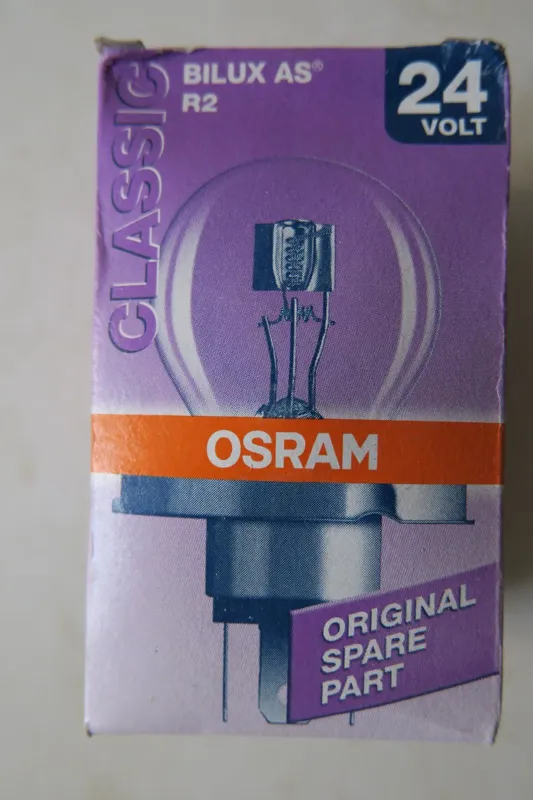 CLASSIC
BILUX AS®
R2
24
VOLT
OSRAM
ORIGINAL
SPARE
PART